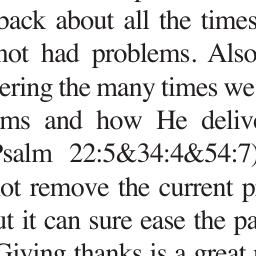 back about all the times
not had problems. Also
ering the many times we
ms and how He delive
Psalm 22:5&34:4&54:7)
not remove the current p
ut it can sure ease the pa
Giving thanks is a great